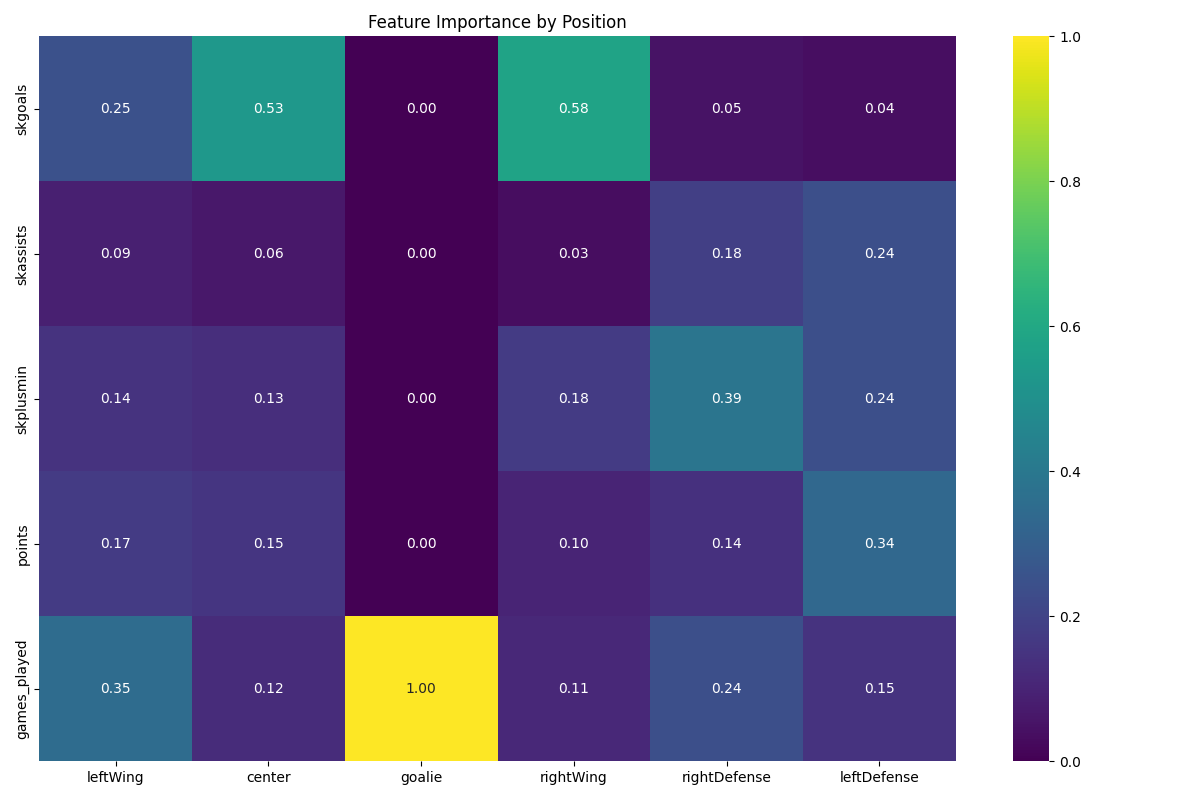 Feature Importance by Position
skgoals 0.25 0.53 0.00 0.58 0.05 0.04
skassists 0.09 0.06 0.00 0.03 0.18 0.24
skplusmin 0.14 0.13 0.00 0.18 0.39 0.24
points 0.17 0.15 0.00 0.10 0.14 0.34
games_played 0.35 0.12 1.00 0.11 0.24 0.15
leftWing center goalie rightWing rightDefense leftDefense
1.0
0.8
0.6
0.4
0.2
0.0